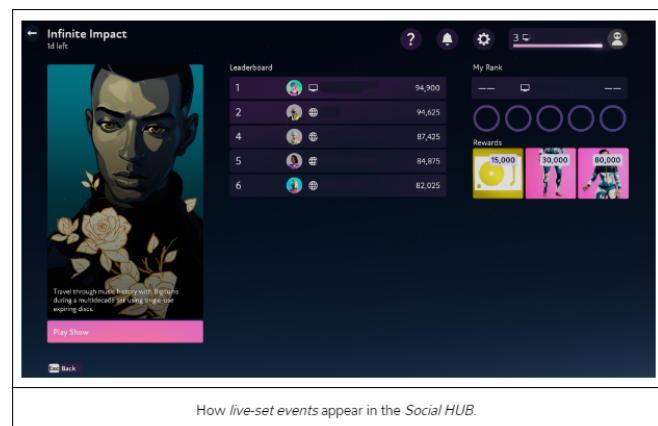 Infinite Impact
1d left
?
3
Leaderboard
1 94,900
2 94,625
4 87,425
5 84,875
6 82,025
My Rank
—— ——
Rewards
15,000 30,000 80,000
Travel through music history with
during a multidecade set using single-use
expiring discs.
Play Show
Esc Back
How live-set events appear in the Social HUB.